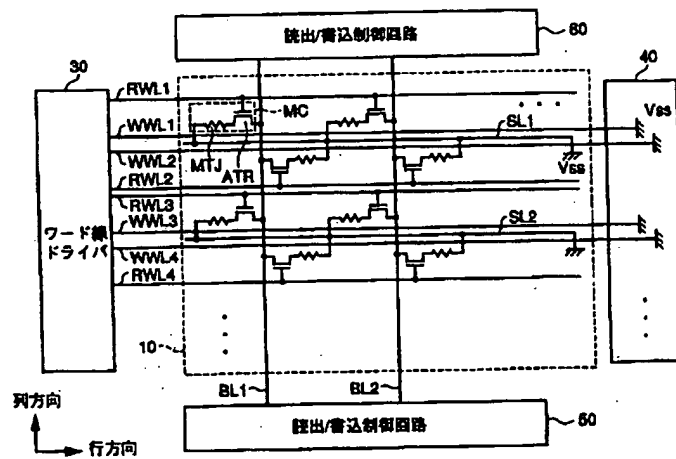 読出/書込制御回路
60
30
40
RWL1
MC
Vss
WWL1
SL1
MTJ
ATR
WWL2
Vss
RWL2
RWL3
WWL3
SL2
ワード線
ドライバ
WWL4
RWL4
10
BL1
BL2
読出/書込制御回路
50
列方向
行方向